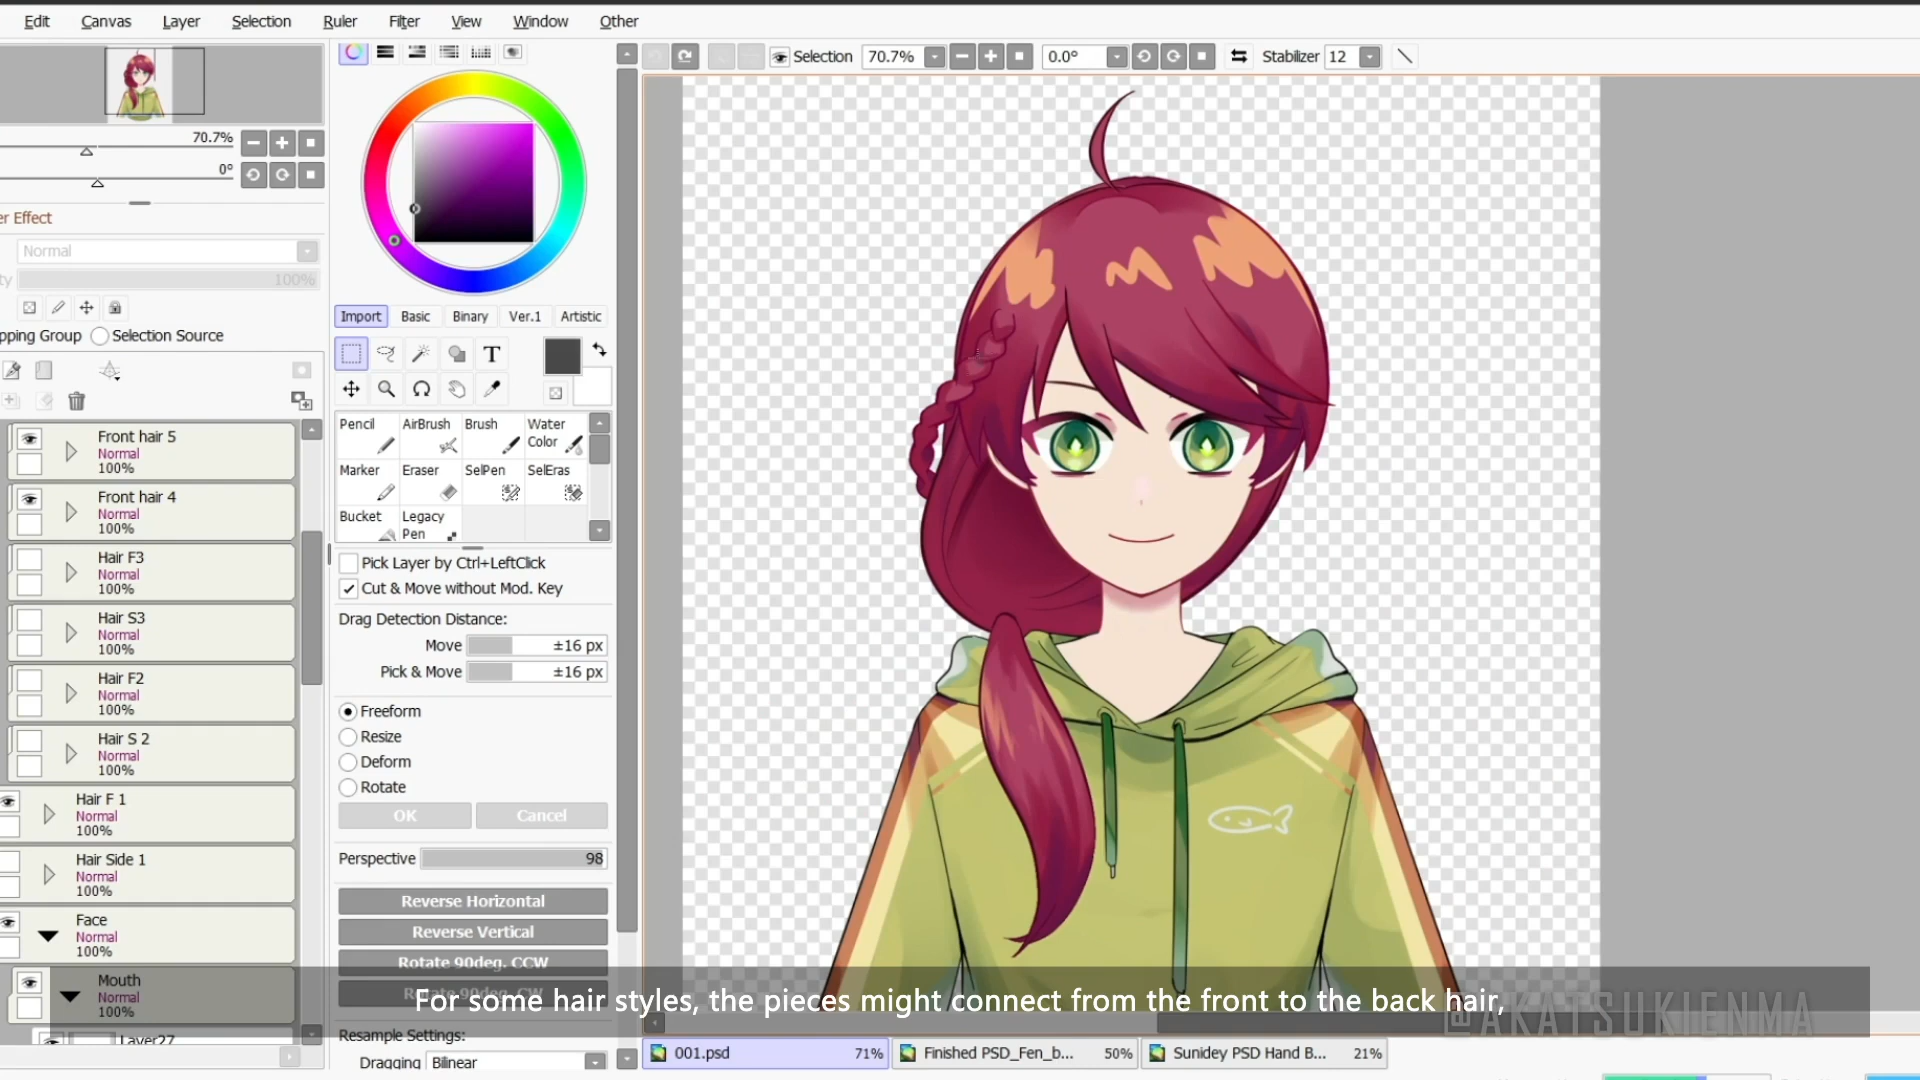 Edit Canvas Layer Selection Ruler Filter View Window Other
Selection 70.7% 0.0° Stabilizer 12
70.7%
0°
er Effect
Normal
ty 100%
pping Group Selection Source
Front hair 5
Normal
100%
Front hair 4
Normal
100%
Hair F3
Normal
100%
Hair S3
Normal
100%
Hair F2
Normal
100%
Hair S 2
Normal
100%
Hair F 1
Normal
100%
Hair Side 1
Normal
100%
Face
Normal
100%
Mouth
Normal
100%
Layer27
Import Basic Binary Ver.1 Artistic
T
Pencil AirBrush Brush Water Color
Marker Eraser SelPen SelEras
Bucket Legacy Pen
Pick Layer by Ctrl+LeftClick
Cut & Move without Mod. Key
Drag Detection Distance:
Move ±16 px
Pick & Move ±16 px
Freeform
Resize
Deform
Rotate
OK Cancel
Perspective 98
Reverse Horizontal
Reverse Vertical
Rotate 90deg. CCW
Rotate 90deg. CW
Resample Settings:
Dragging Bilinear
For some hair styles, the pieces might connect from the front to the back hair,
@AKATSUKIENMA
001.psd 71% Finished PSD_Fen_b... 50% Sunidey PSD Hand B... 21%